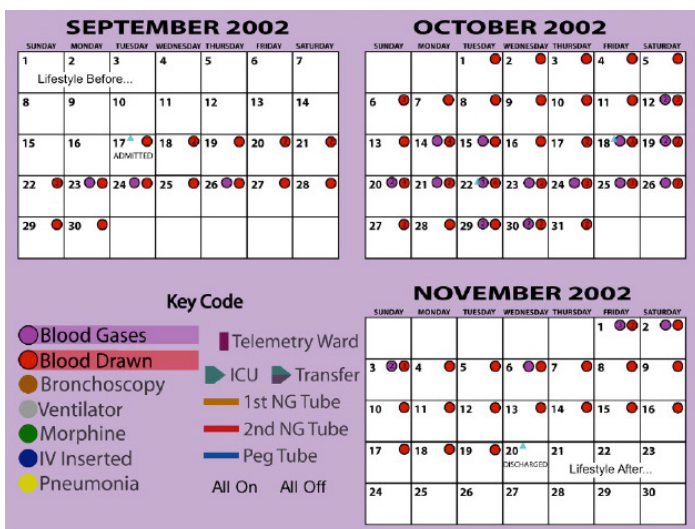 SEPTEMBER 2002
SUNDAY MONDAY TUESDAY WEDNESDAY THURSDAY FRIDAY SATURDAY
1 2 3 4 5 6 7
Lifestyle Before...
8 9 10 11 12 13 14
15 16 17 18 19 20 21
ADMITTED
22 23 24 25 26 27 28
29 30
OCTOBER 2002
SUNDAY MONDAY TUESDAY WEDNESDAY THURSDAY FRIDAY SATURDAY
1 2 3 4 5
6 7 8 9 10 11 12
13 14 15 16 17 18 19
20 21 22 23 24 25 26
27 28 29 30 31
NOVEMBER 2002
SUNDAY MONDAY TUESDAY WEDNESDAY THURSDAY FRIDAY SATURDAY
1 2
3 4 5 6 7 8 9
10 11 12 13 14 15 16
17 18 19 20 21 22 23
DISCHARGED
Lifestyle After...
24 25 26 27 28 29 30
Key Code
Blood Gases
Blood Drawn
Bronchoscopy
Ventilator
Morphine
IV Inserted
Pneumonia
Telemetry Ward
ICU Transfer
1st NG Tube
2nd NG Tube
Peg Tube
All On All Off